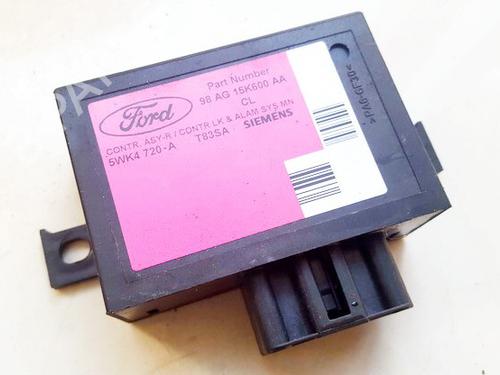 Ford
Part Number
98 AG 15K600 AA
CL
CONTR. ASY-R / CONTR LK & ALAM SYS MN
5WK4 720-A T83SA SIEMENS
>PA6-GF30<